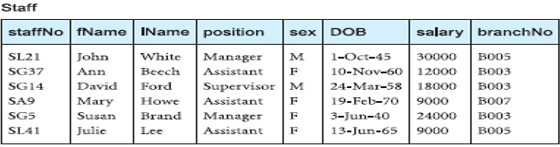 Staff
staffNo fName lName position sex DOB salary branchNo
SL21 John White Manager M 1-Oct-45 30000 B005
SG37 Ann Beech Assistant F 10-Nov-60 12000 B003
SG14 David Ford Supervisor M 24-Mar-58 18000 B003
SA9 Mary Howe Assistant F 19-Feb-70 9000 B007
SG5 Susan Brand Manager F 3-Jun-40 24000 B003
SL41 Julie Lee Assistant F 13-Jun-65 9000 B005